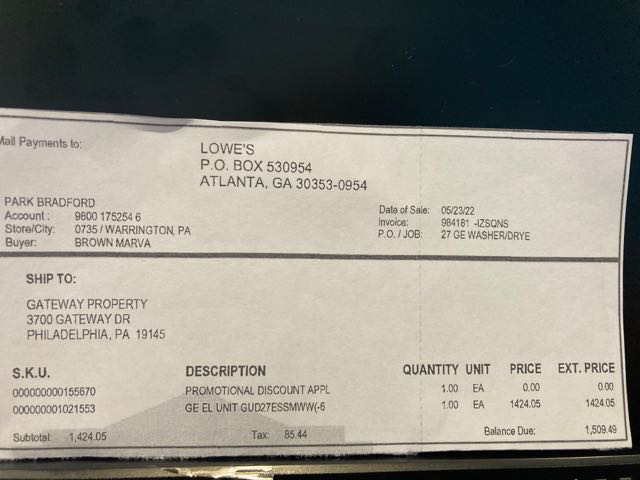 Mail Payments to:
LOWE'S
P.O. BOX 530954
ATLANTA, GA 30353-0954
PARK BRADFORD
Account : 9800 175254 6
Store/City: 0735 / WARRINGTON, PA
Buyer: BROWN MARVA
Date of Sale: 05/23/22
Invoice: 984181 -IZSQNS
P.O. / JOB: 27 GE WASHER/DRYE
SHIP TO:
GATEWAY PROPERTY
3700 GATEWAY DR
PHILADELPHIA, PA 19145
S.K.U. DESCRIPTION QUANTITY UNIT PRICE EXT. PRICE
000000000155670 PROMOTIONAL DISCOUNT APPL 1.00 EA 0.00 0.00
000000001021553 GE EL UNIT GUD27ESSMWW(-6 1.00 EA 1424.05 1424.05
Subtotal: 1,424.05 Tax: 85.44 Balance Due: 1,509.49